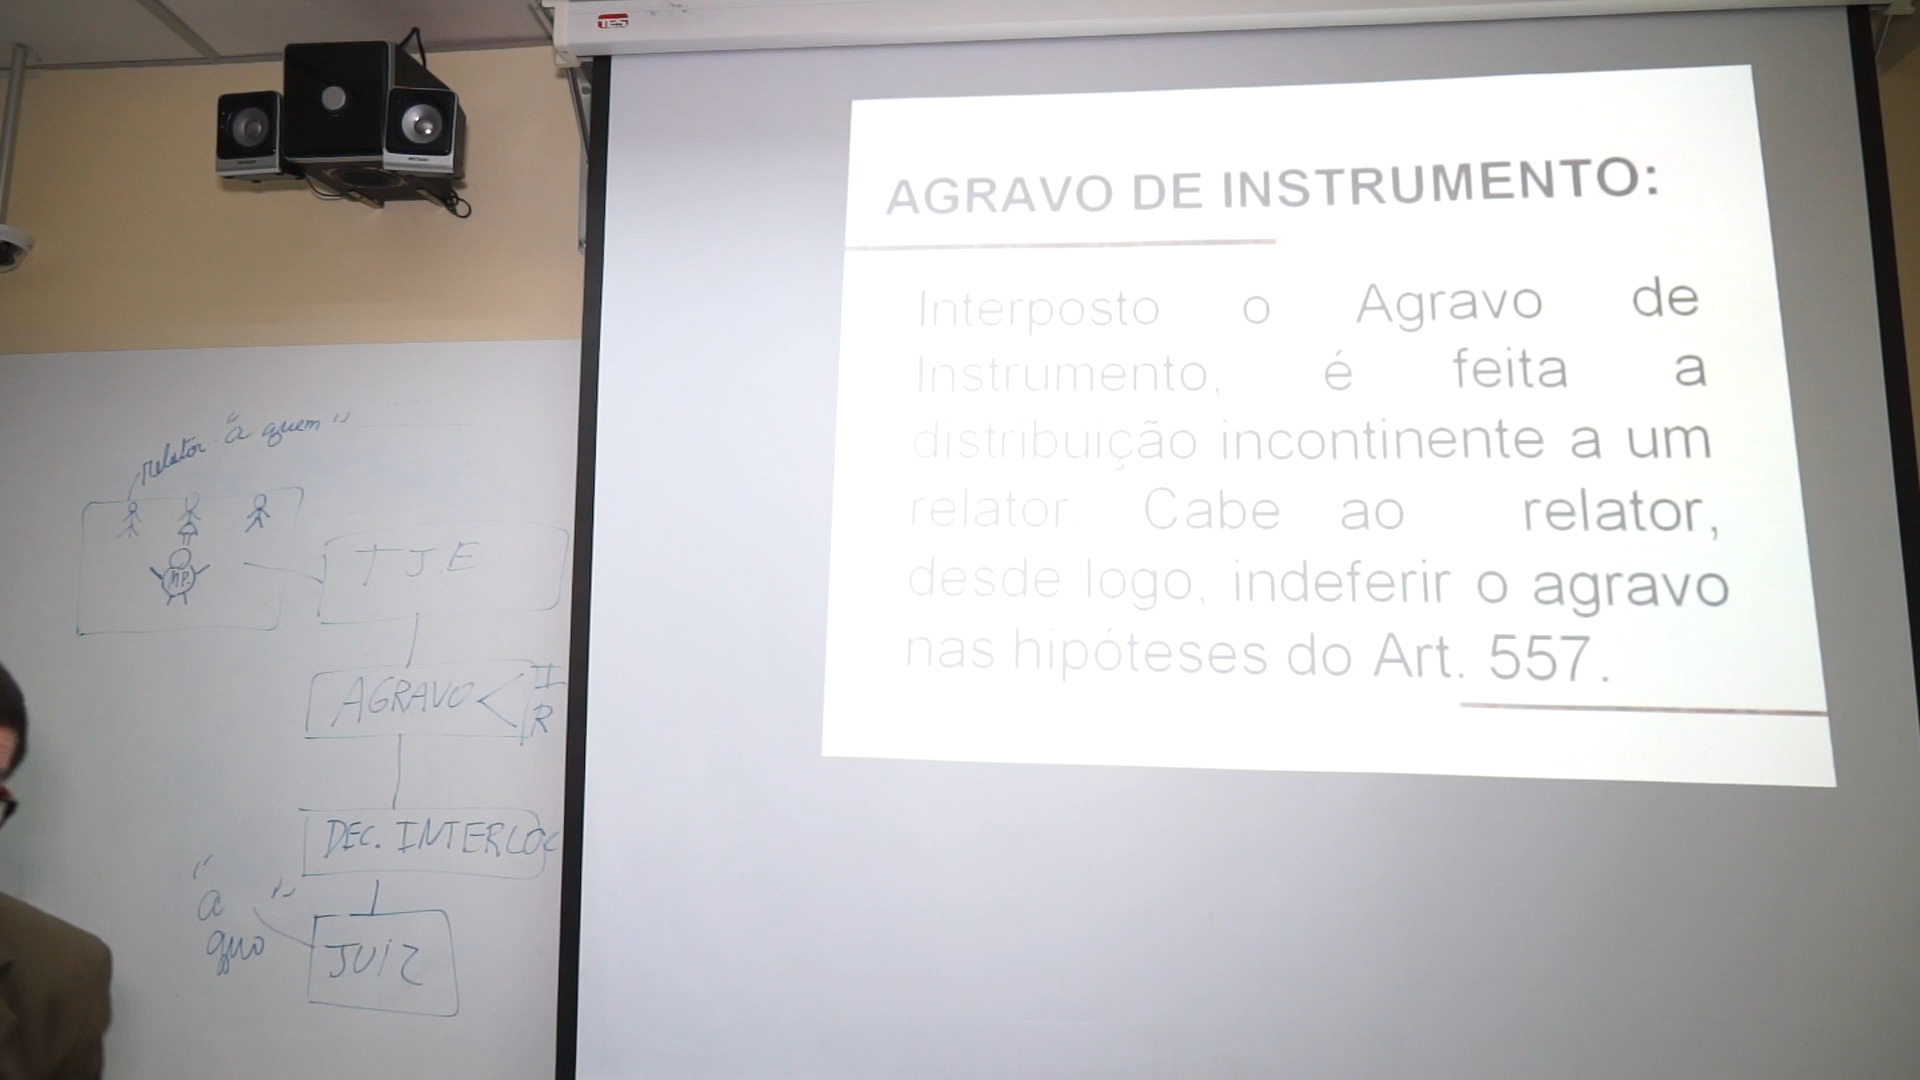 TES
AGRAVO DE INSTRUMENTO:
Interposto o Agravo de
Instrumento, é feita a
distribuição incontinente a um
relator. Cabe ao relator,
desde logo, indeferir o agravo
nas hipóteses do Art. 557.
relator "a quem"
MP.
T J.E
AGRAVO < I
R
DEC. INTERLOC
"a quo"
JUIZ